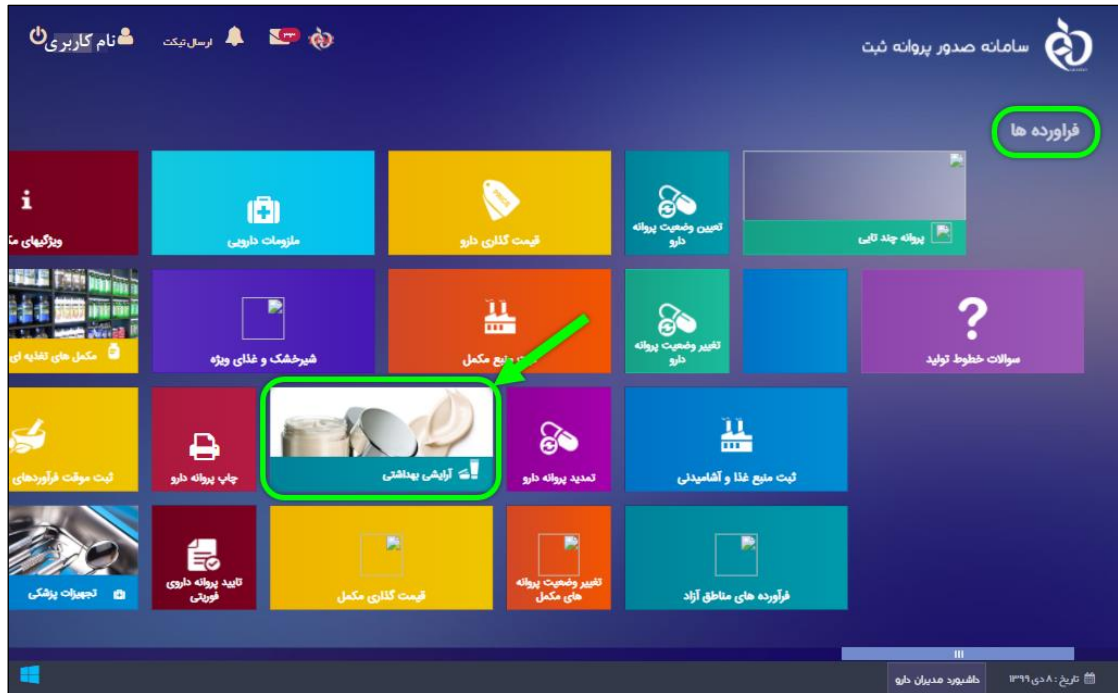 سامانه صدور پروانه ثبت
ارسال تیکت
نام کاربری
فراورده ها
پروانه چند تایی
تعیین وضعیت پروانه
دارو
PRICE
قیمت گذاری دارو
ملزومات دارویی
ویژگیهای
سوالات خطوط تولید
تغییر وضعیت پروانه
دارو
منبع مکمل
شیرخشک و غذای ویژه
مکمل های تغذیه ای
ثبت منبع غذا و آشامیدنی
تمدید پروانه دارو
آرایشی بهداشتی
چاپ پروانه دارو
ثبت موقت فرآوردهای
فرآورده های مناطق آزاد
تغییر وضعیت پروانه
های مکمل
قیمت گذاری مکمل
تایید پروانه داروی
فوریتی
تجهیزات پزشکی
تاریخ : ۸ دی ۱۳۹۹
داشبورد مدیران دارو